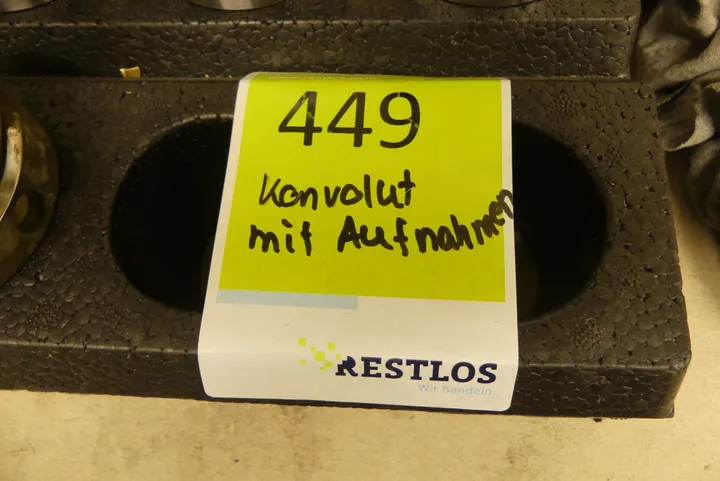 449
Konvolut
mit Aufnahmen
RESTLOS
Wir handeln.